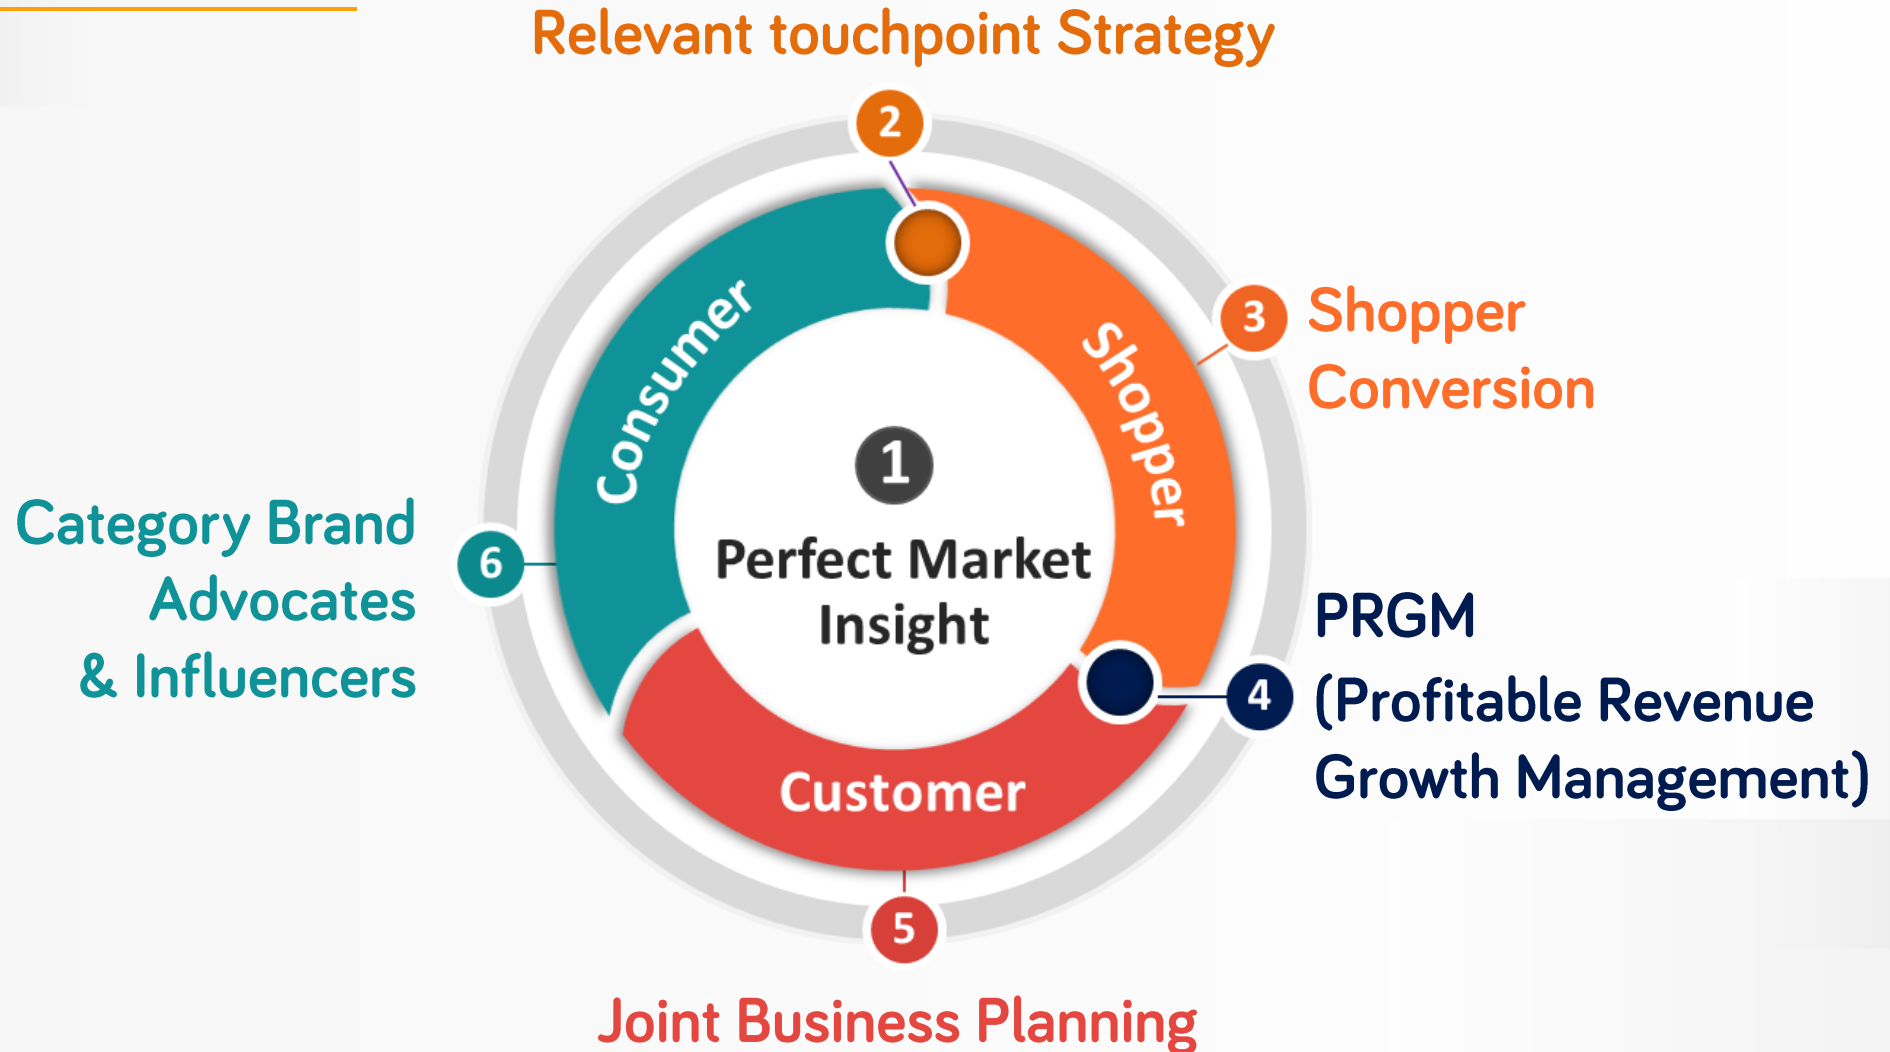 Relevant touchpoint Strategy
2
Consumer
Shopper
3
Shopper
Conversion
1
Perfect Market
Insight
Category Brand
Advocates
& Influencers
6
PRGM
4
(Profitable Revenue
Growth Management)
Customer
5
Joint Business Planning